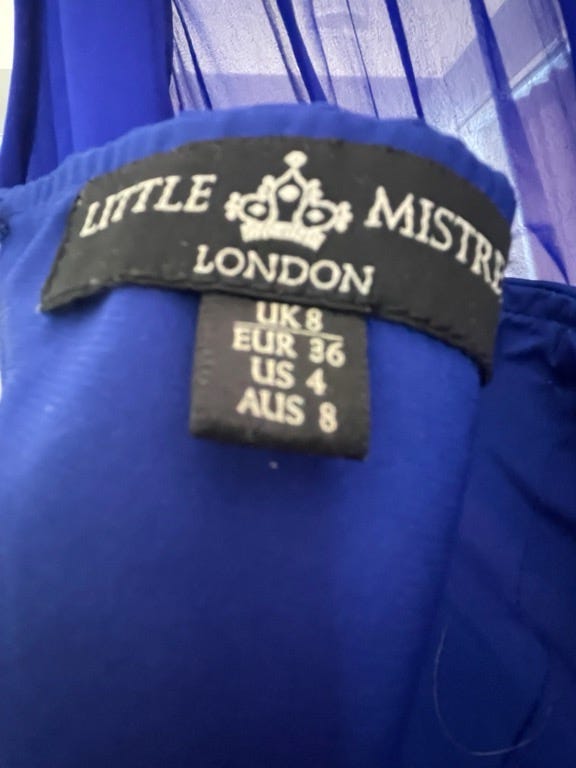 LITTLE MISTRE
LONDON
UK 8
EUR 36
US 4
AUS 8